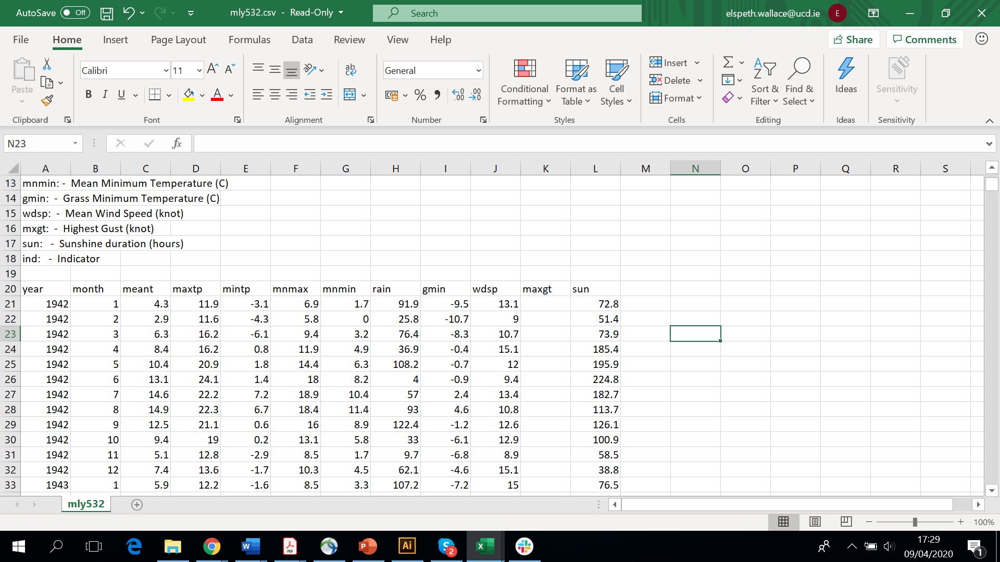 AutoSave Off mly532.csv - Read-Only Search elspeth.wallace@ucd.ie E
File Home Insert Page Layout Formulas Data Review View Help Share Comments
Paste Calibri 11 A A ab General Conditional Formatting Format as Table Cell Styles Insert Delete Format Sort & Filter Find & Select Ideas Sensitivity
B I U A % .00 .00
Clipboard Font Alignment Number Styles Cells Editing Ideas Sensitivity
N23 fx
A B C D E F G H I J K L M N O P Q R S
13 mnmin: - Mean Minimum Temperature (C)
14 gmin: - Grass Minimum Temperature (C)
15 wdsp: - Mean Wind Speed (knot)
16 mxgt: - Highest Gust (knot)
17 sun: - Sunshine duration (hours)
18 ind: - Indicator
19
20 year month meant maxtp mintp mnmax mnmin rain gmin wdsp maxgt sun
21 1942 1 4.3 11.9 -3.1 6.9 1.7 91.9 -9.5 13.1 72.8
22 1942 2 2.9 11.6 -4.3 5.8 0 25.8 -10.7 9 51.4
23 1942 3 6.3 16.2 -6.1 9.4 3.2 76.4 -8.3 10.7 73.9
24 1942 4 8.4 16.2 0.8 11.9 4.9 36.9 -0.4 15.1 185.4
25 1942 5 10.4 20.9 1.8 14.4 6.3 108.2 -0.7 12 195.9
26 1942 6 13.1 24.1 1.4 18 8.2 4 -0.9 9.4 224.8
27 1942 7 14.6 22.2 7.2 18.9 10.4 57 2.4 13.4 182.7
28 1942 8 14.9 22.3 6.7 18.4 11.4 93 4.6 10.8 113.7
29 1942 9 12.5 21.1 0.6 16 8.9 122.4 -1.2 12.6 126.1
30 1942 10 9.4 19 0.2 13.1 5.8 33 -6.1 12.9 100.9
31 1942 11 5.1 12.8 -2.9 8.5 1.7 9.7 -6.8 8.9 58.5
32 1942 12 7.4 13.6 -1.7 10.3 4.5 62.1 -4.6 15.1 38.8
33 1943 1 5.9 12.2 -1.6 8.5 3.3 107.2 -7.2 15 76.5
mly532
100%
W PDF P Ai S 2 X 17:29
09/04/2020 1